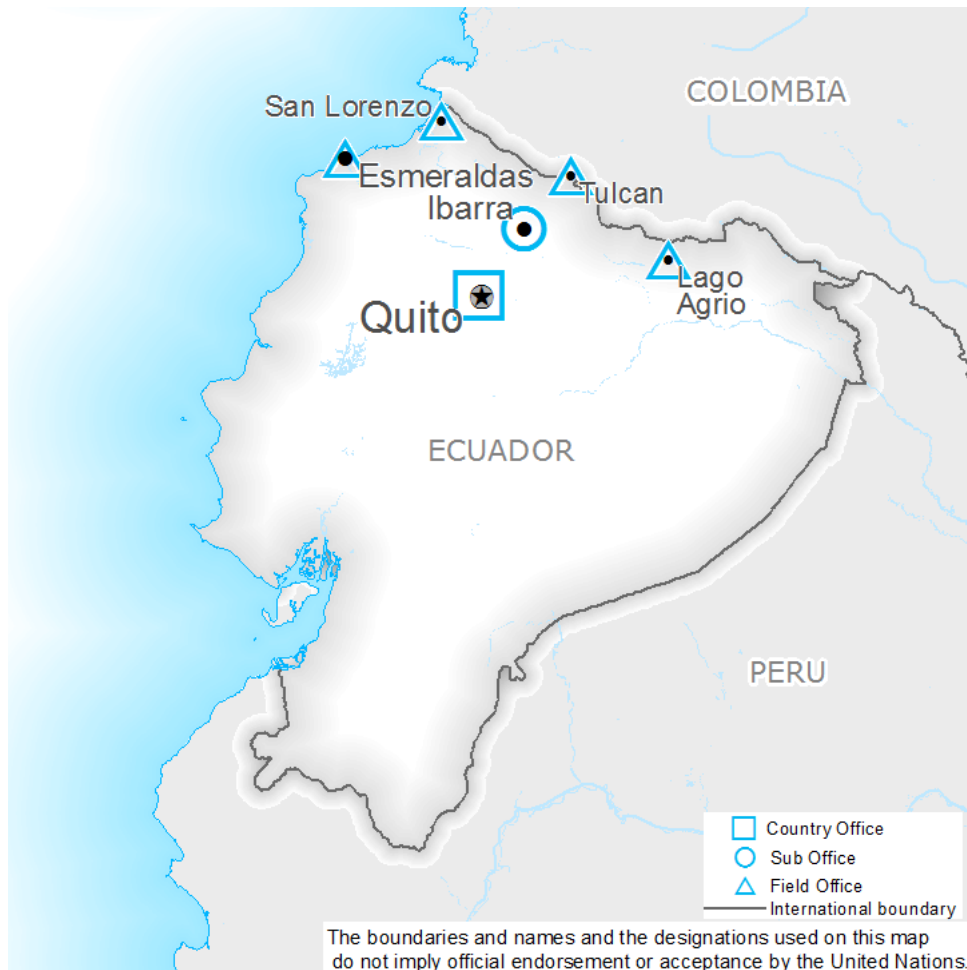 COLOMBIA
San Lorenzo
Esmeraldas
Tulcan
Ibarra
Lago
Agrio
Quito
ECUADOR
PERU
Country Office
Sub Office
Field Office
International boundary
The boundaries and names and the designations used on this map
do not imply official endorsement or acceptance by the United Nations.